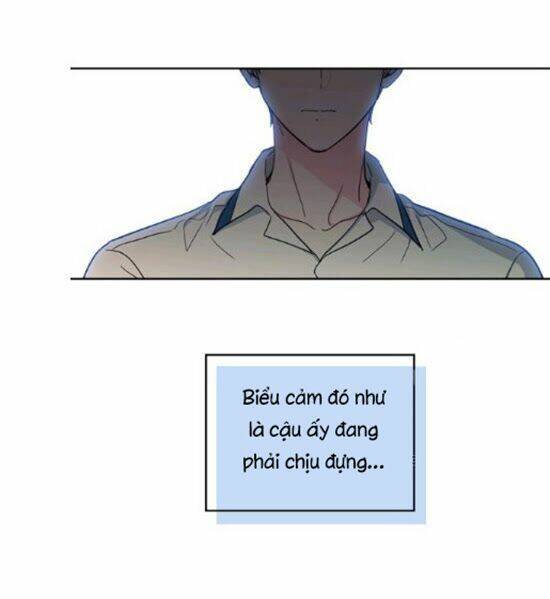 Biểu cảm đó như
là cậu ấy đang
phải chịu đựng...